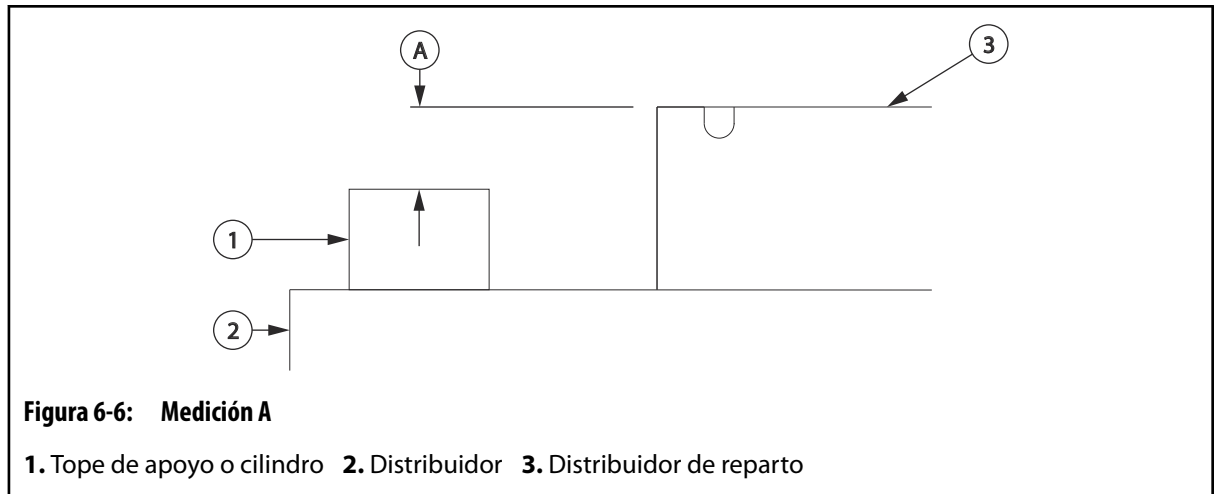 A
3
1
2
Figura 6-6: Medición A
1. Tope de apoyo o cilindro 2. Distribuidor 3. Distribuidor de reparto